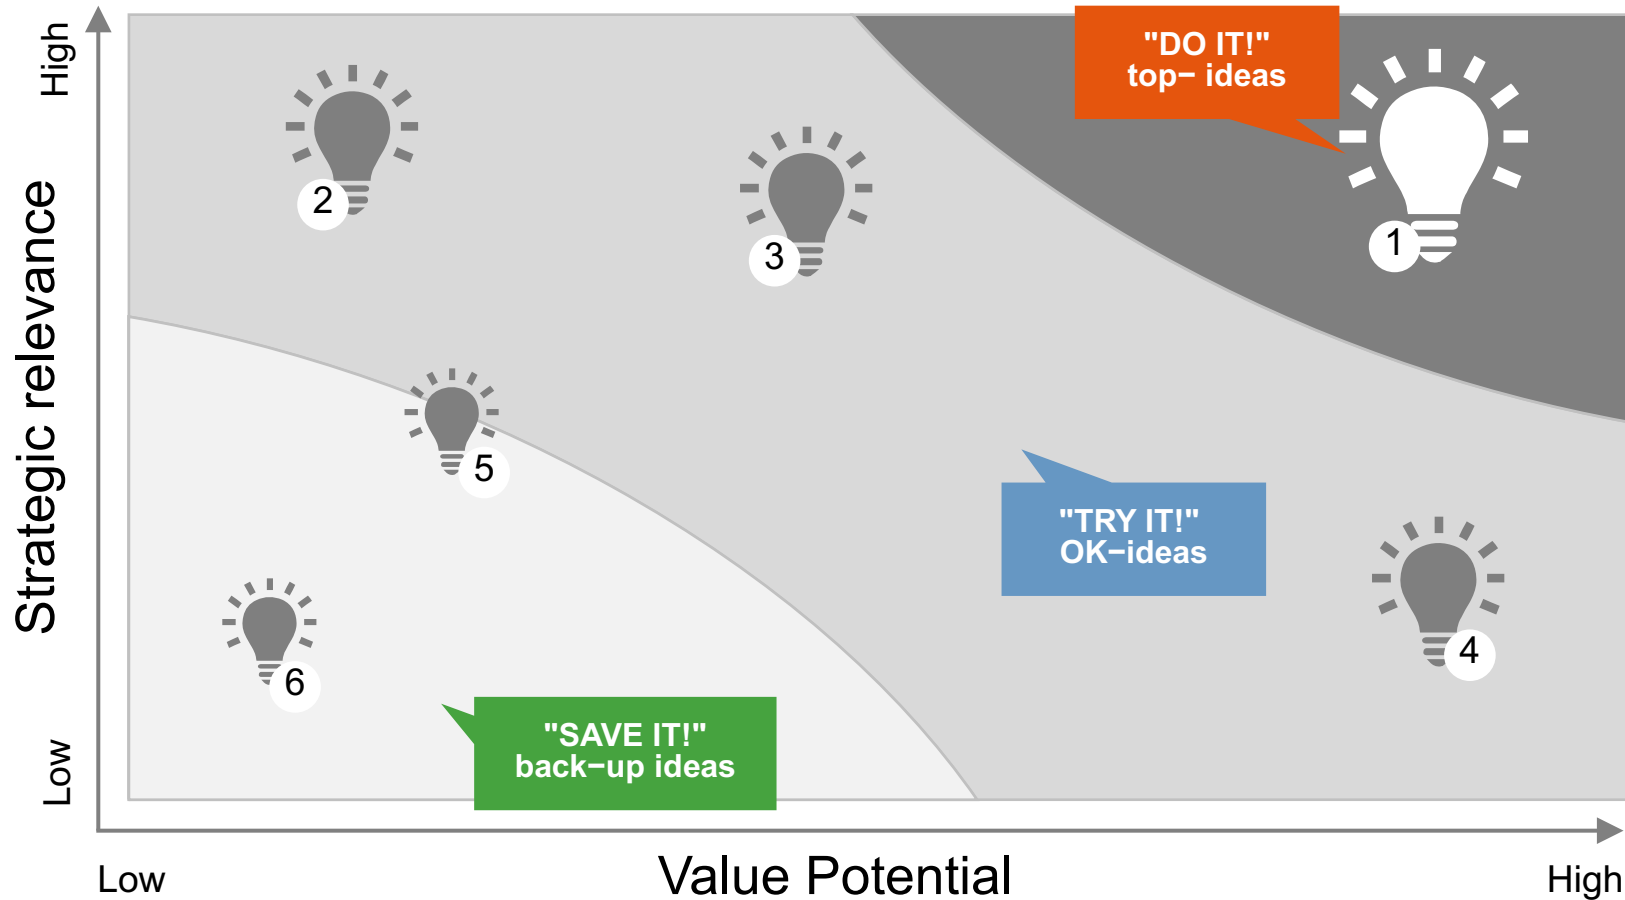 High
"DO IT!"
top− ideas
2
3
1
Strategic relevance
5
"TRY IT!"
OK−ideas
4
6
"SAVE IT!"
back−up ideas
Low
Low
Value Potential
High